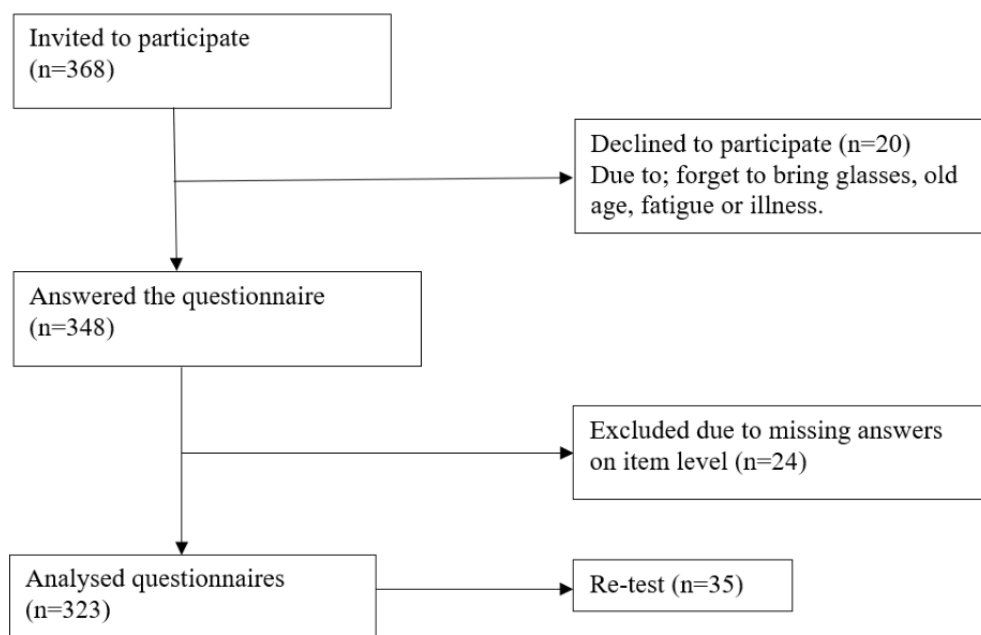 Invited to participate
(n=368)
Declined to participate (n=20)
Due to; forget to bring glasses, old
age, fatigue or illness.
Answered the questionnaire
(n=348)
Excluded due to missing answers
on item level (n=24)
Analysed questionnaires
(n=323)
Re-test (n=35)